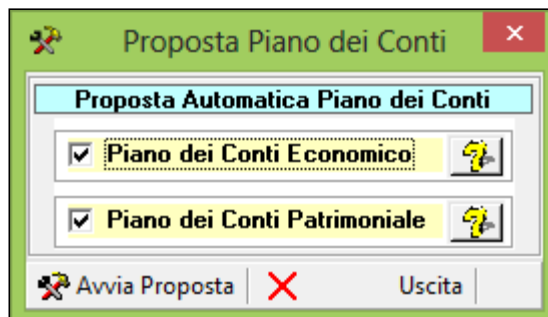 Proposta Piano dei Conti
Proposta Automatica Piano dei Conti
Piano dei Conti Economico
Piano dei Conti Patrimoniale
Avvia Proposta Uscita